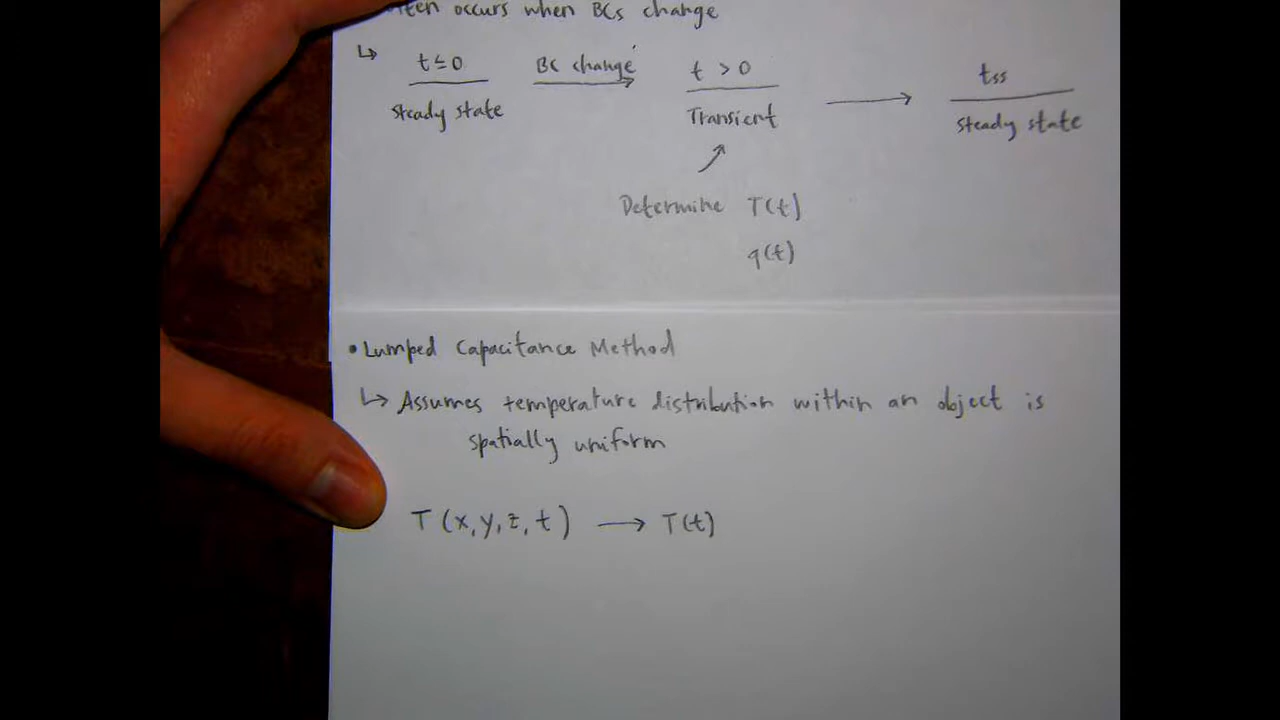 occurs when BCs change
↳ t≤0 BC change t > 0 tss
Steady state Transient → Steady state
Determine T(t)
q(t)
• Lumped Capacitance Method
↳ Assumes temperature distribution within an object is
spatially uniform
T(x,y,z,t) → T(t)